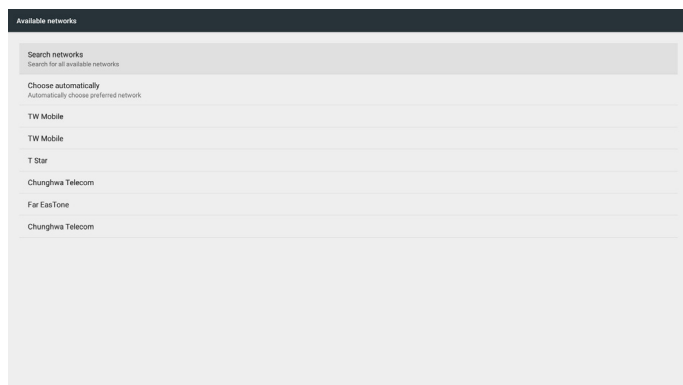 Available networks
Search networks
Search for all available networks
Choose automatically
Automatically choose preferred network
TW Mobile
TW Mobile
T Star
Chunghwa Telecom
Far EasTone
Chunghwa Telecom